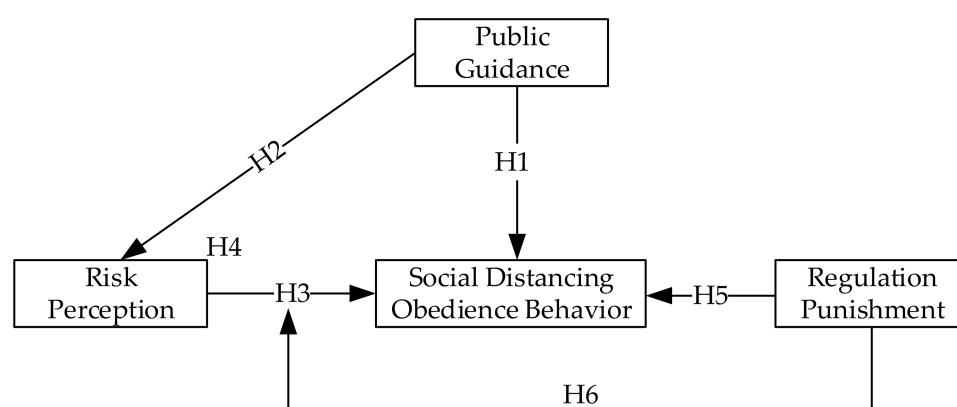 Public
Guidance
H2
H1
H4
Risk
Perception
H3
Social Distancing
Obedience Behavior
H5
Regulation
Punishment
H6